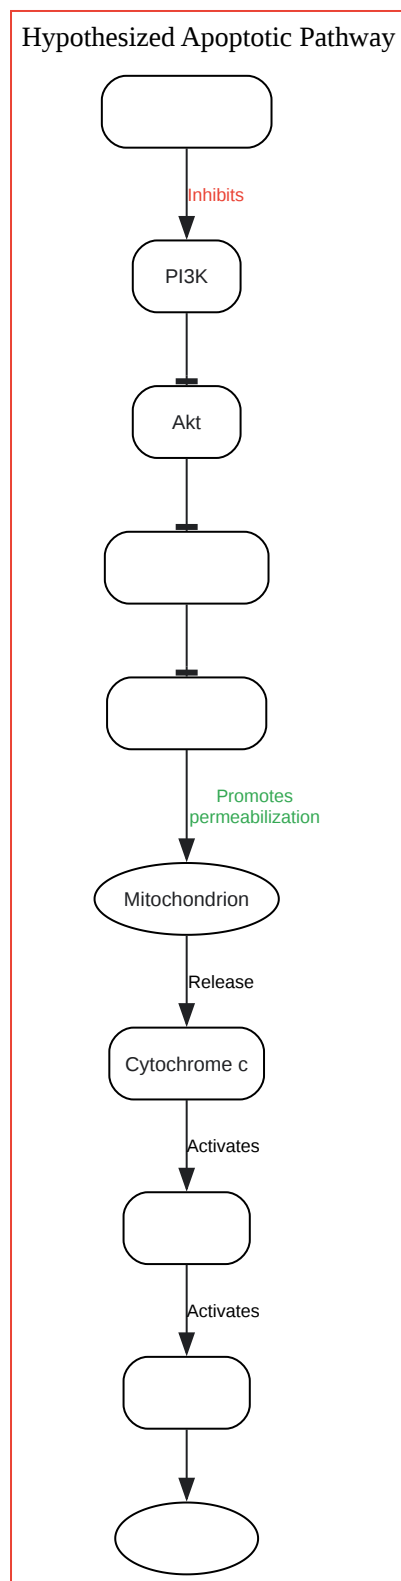 Hypothesized Apoptotic Pathway
Inhibits
PI3K
Akt
Promotes
permeabilization
Mitochondrion
Release
Cytochrome c
Activates
Activates